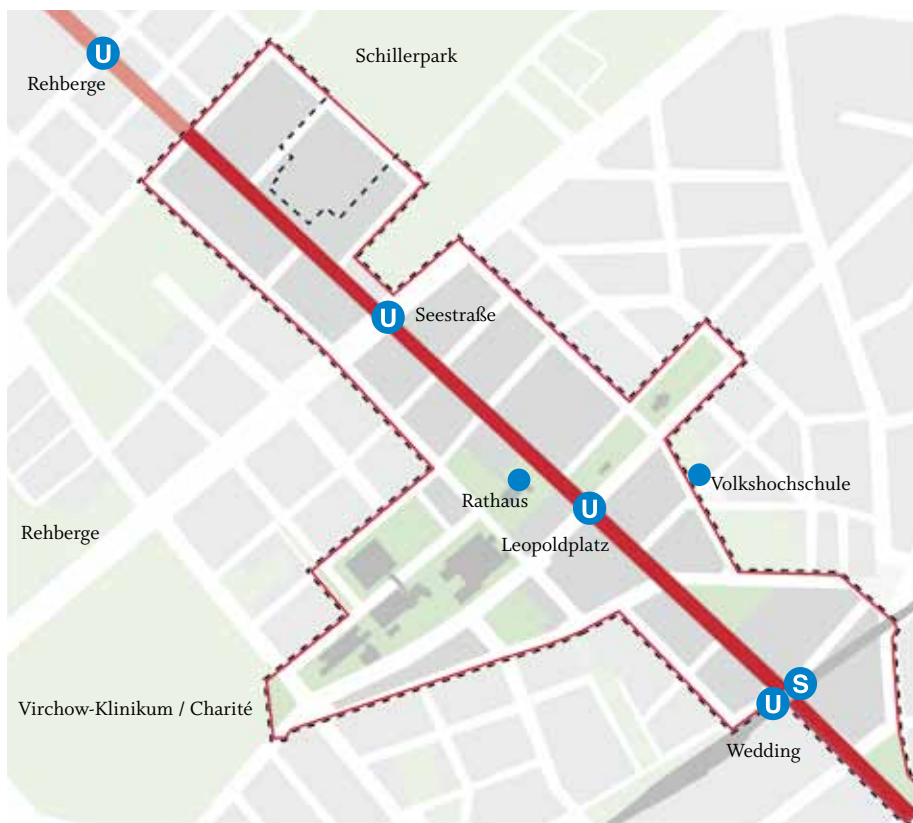 U
Schillerpark
Rehberge
U
Seestraße
Volkshochschule
Rathaus
U
Leopoldplatz
Rehberge
S
U
Virchow-Klinikum / Charité
Wedding